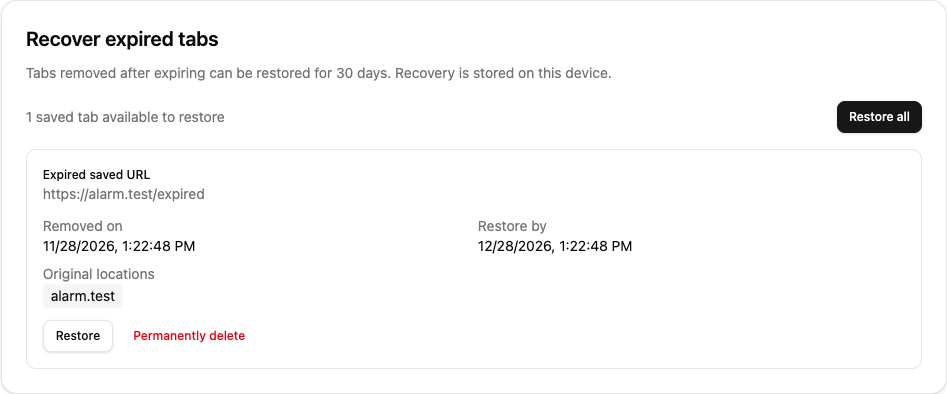 Recover expired tabs
Tabs removed after expiring can be restored for 30 days. Recovery is stored on this device.
1 saved tab available to restore
Restore all
Expired saved URL
https://alarm.test/expired
Removed on
11/28/2026, 1:22:48 PM
Restore by
12/28/2026, 1:22:48 PM
Original locations
alarm.test
Restore
Permanently delete